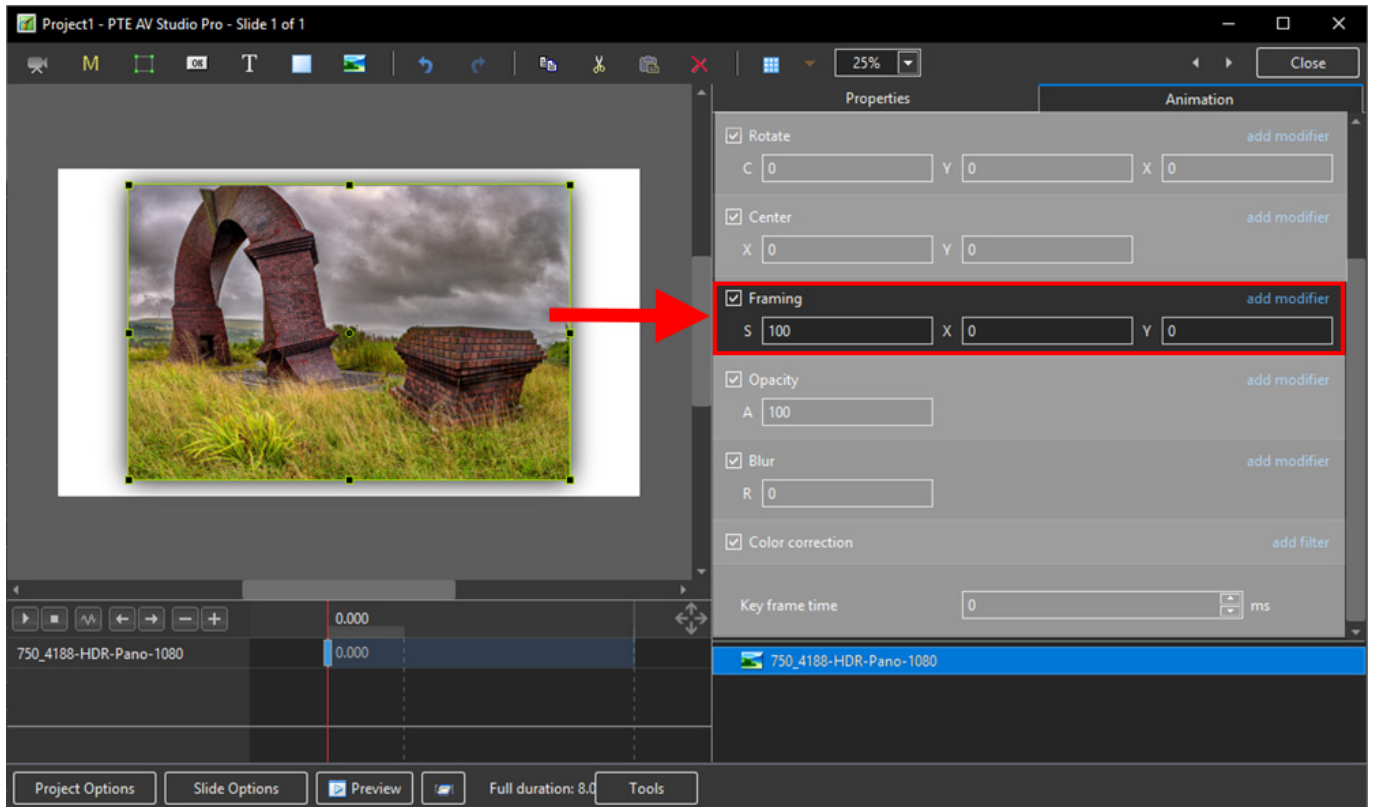 Project1 - PTE AV Studio Pro - Slide 1 of 1
M OK T 25% Close
Properties Animation
Rotate add modifier
C 0 Y 0 X 0
Center add modifier
X 0 Y 0
Framing add modifier
S 100 X 0 Y 0
Opacity add modifier
A 100
Blur add modifier
R 0
Color correction add filter
Key frame time 0 ms
0.000
750_4188-HDR-Pano-1080 0.000
750_4188-HDR-Pano-1080
Project Options Slide Options Preview Full duration: 8.0 Tools